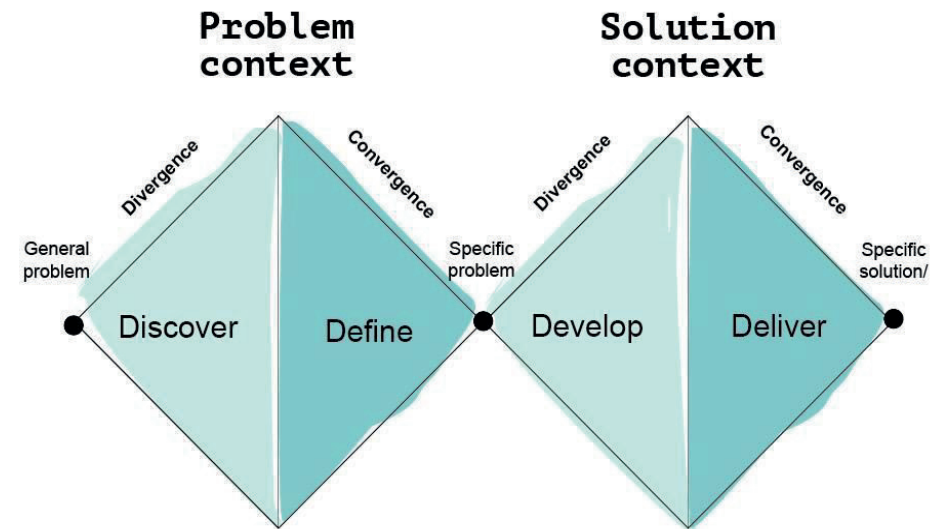 Problem
context
Solution
context
Divergence
Convergence
Divergence
Convergence
General
problem
Specific
problem
Specific
solution/
Discover
Define
Develop
Deliver